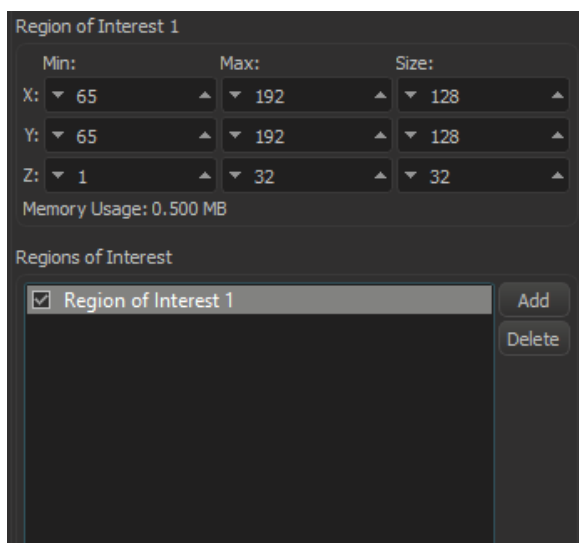 Region of Interest 1
Min: Max: Size:
X: 65 192 128
Y: 65 192 128
Z: 1 32 32
Memory Usage: 0.500 MB
Regions of Interest
Region of Interest 1 Add
Delete